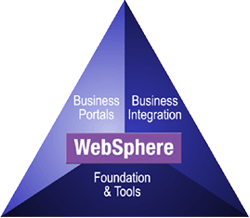 Business
Portals
Business
Integration
WebSphere
Foundation
& Tools